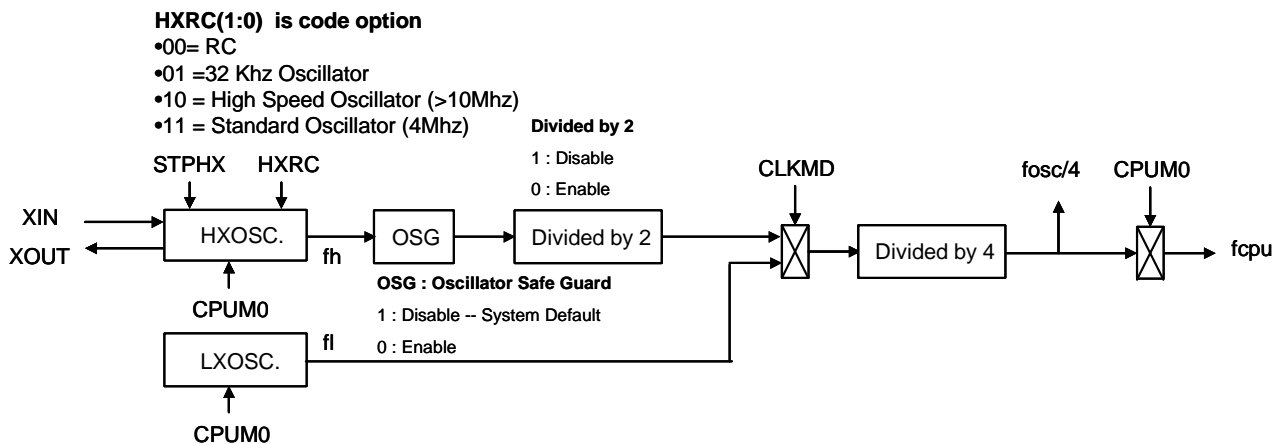 HXRC(1:0) is code option
•00= RC
•01 =32 Khz Oscillator
•10 = High Speed Oscillator (>10Mhz)
•11 = Standard Oscillator (4Mhz)
Divided by 2
1 : Disable
0 : Enable
STPHX
HXRC
CLKMD
fosc/4
CPUM0
XIN
XOUT
HXOSC.
fh
OSG
Divided by 2
Divided by 4
fcpu
CPUM0
OSG : Oscillator Safe Guard
1 : Disable -- System Default
0 : Enable
fl
LXOSC.
CPUM0